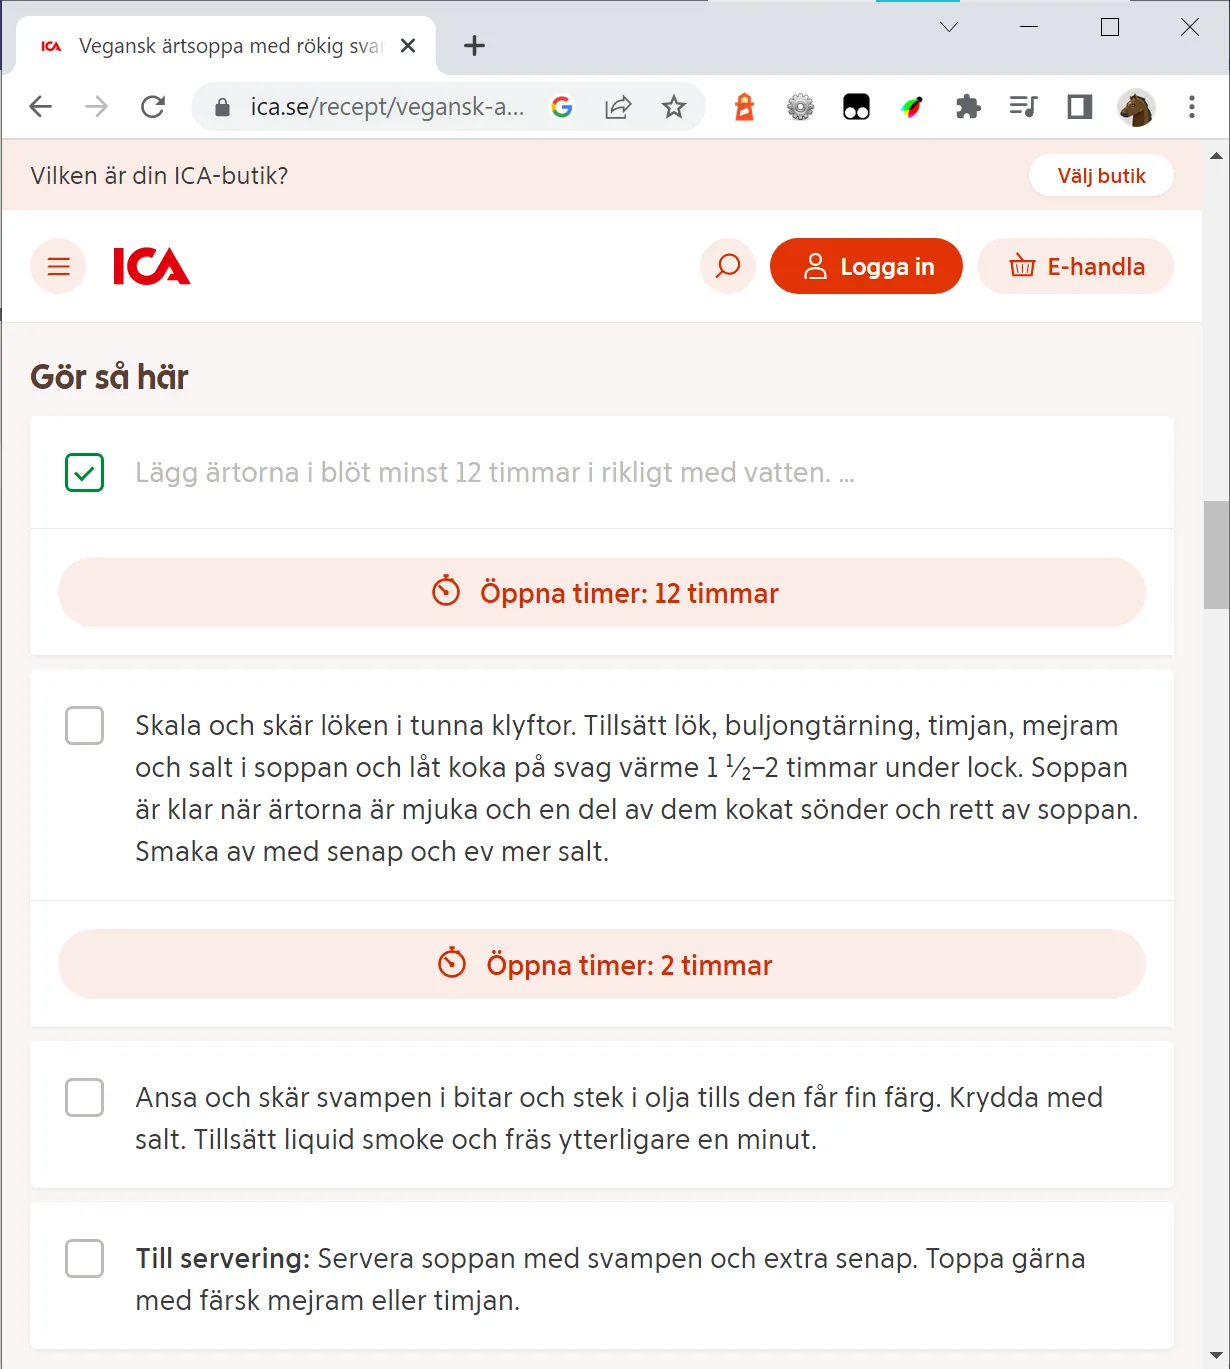 ICA Vegansk ärtsoppa med rökig svar
ica.se/recept/vegansk-a...
Vilken är din ICA-butik?
Välj butik
ICA
Logga in
E-handla
Gör så här
Lägg ärtorna i blöt minst 12 timmar i rikligt med vatten. ...
Öppna timer: 12 timmar
Skala och skär löken i tunna klyftor. Tillsätt lök, buljongtärning, timjan, mejram
och salt i soppan och låt koka på svag värme 1 ½–2 timmar under lock. Soppan
är klar när ärtorna är mjuka och en del av dem kokat sönder och rett av soppan.
Smaka av med senap och ev mer salt.
Öppna timer: 2 timmar
Ansa och skär svampen i bitar och stek i olja tills den får fin färg. Krydda med
salt. Tillsätt liquid smoke och fräs ytterligare en minut.
Till servering: Servera soppan med svampen och extra senap. Toppa gärna
med färsk mejram eller timjan.